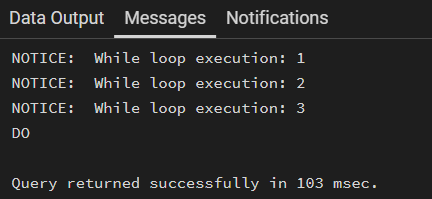 Data Output Messages Notifications
NOTICE:  While loop execution: 1
NOTICE:  While loop execution: 2
NOTICE:  While loop execution: 3
DO
Query returned successfully in 103 msec.